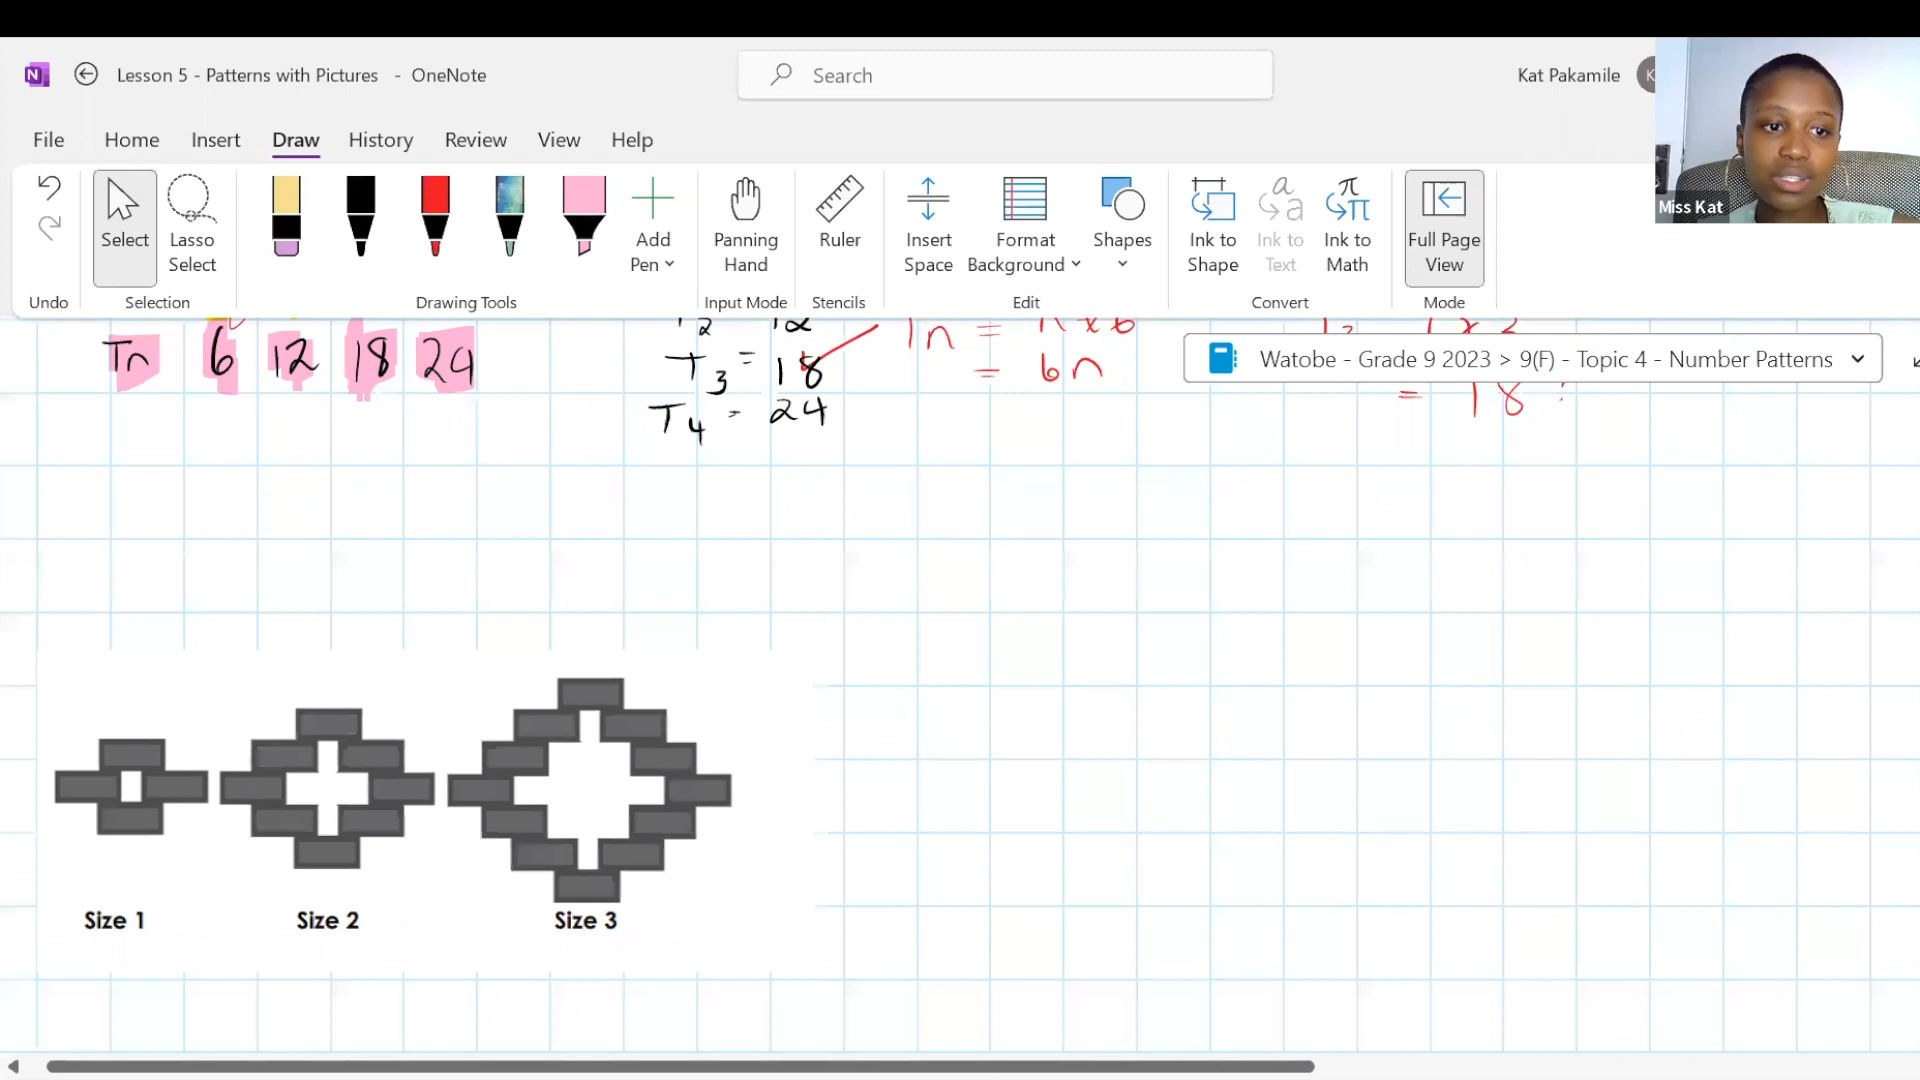 Lesson 5 - Patterns with Pictures - OneNote
Search
Kat Pakamile
K
File Home Insert Draw History Review View Help
Miss Kat
Select
Lasso Select
Add Pen
Panning Hand
Ruler
Insert Space
Format Background
Shapes
Ink to Shape
Ink to Text
Ink to Math
Full Page View
Undo Selection Drawing Tools Input Mode Stencils Edit Convert Mode
Tn 6 12 18 24
T3 = 18
T4 = 24
= 6n
Watobe - Grade 9 2023 > 9(F) - Topic 4 - Number Patterns
= 18
Size 1 Size 2 Size 3